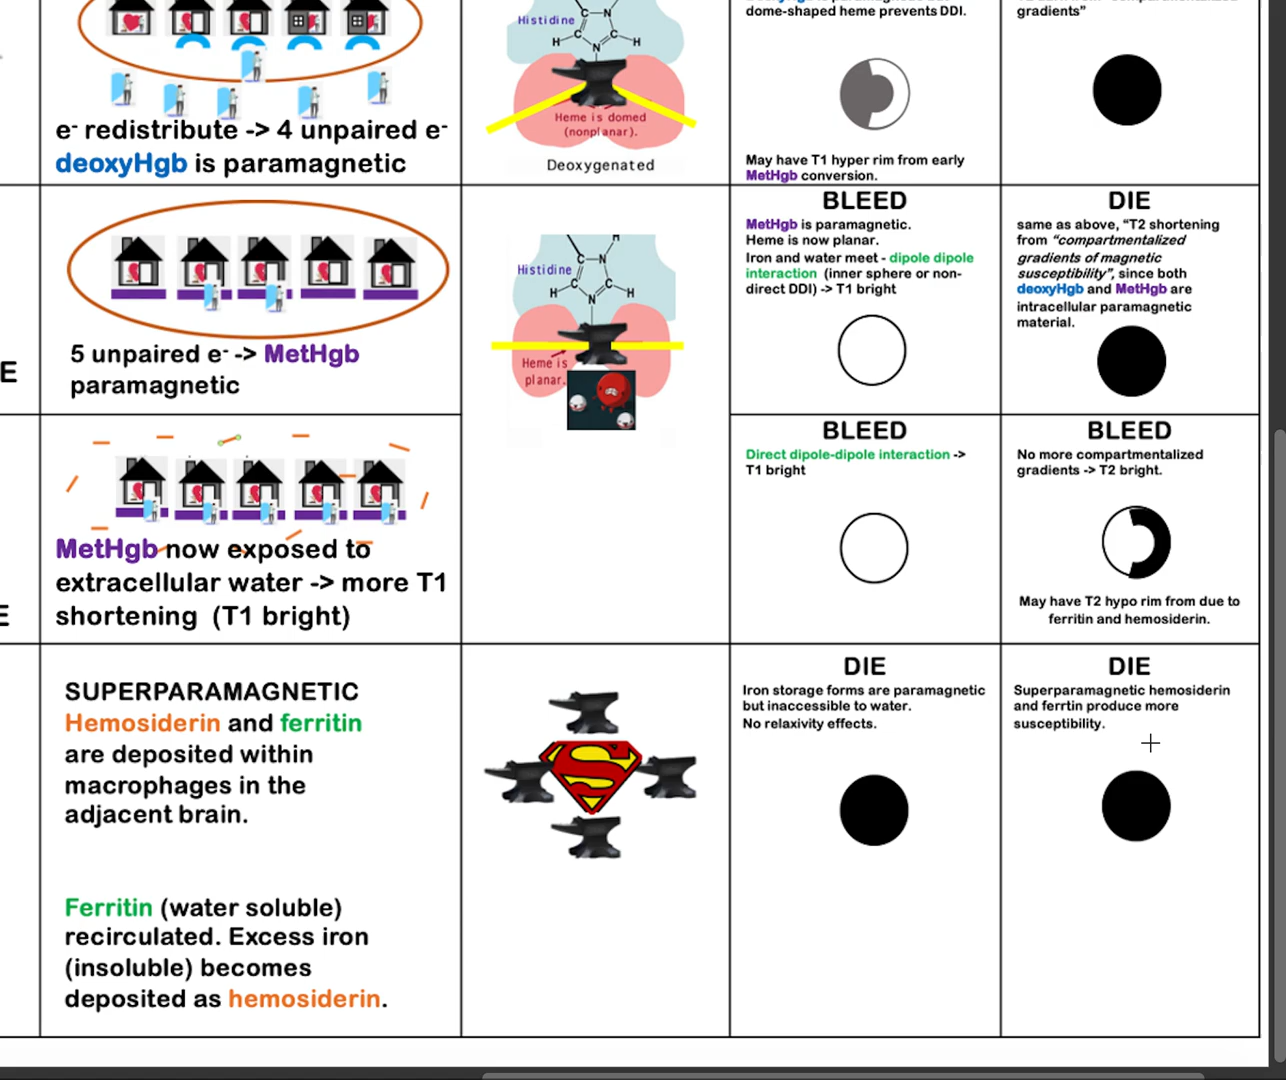 Histidine
N
C
C
H
C
H
N
Heme is domed
(nonplanar).
Deoxygenated
e- redistribute -> 4 unpaired e-
deoxyHgb is paramagnetic
dome-shaped heme prevents DDI.
May have T1 hyper rim from early
MetHgb conversion.
gradients”
E
5 unpaired e- -> MetHgb
paramagnetic
Histidine
C
N
H
C
C
H
N
H
Heme is
planar.
BLEED
MetHgb is paramagnetic.
Heme is now planar.
Iron and water meet - dipole dipole
interaction (inner sphere or non-
direct DDI) -> T1 bright
DIE
same as above, “T2 shortening
from “compartmentalized
gradients of magnetic
susceptibility”, since both
deoxyHgb and MetHgb are
intracellular paramagnetic
material.
E
MetHgb now exposed to
extracellular water -> more T1
shortening (T1 bright)
BLEED
Direct dipole-dipole interaction ->
T1 bright
BLEED
No more compartmentalized
gradients -> T2 bright.
May have T2 hypo rim from due to
ferritin and hemosiderin.
SUPERPARAMAGNETIC
Hemosiderin and ferritin
are deposited within
macrophages in the
adjacent brain.
Ferritin (water soluble)
recirculated. Excess iron
(insoluble) becomes
deposited as hemosiderin.
S
DIE
Iron storage forms are paramagnetic
but inaccessible to water.
No relaxivity effects.
DIE
Superparamagnetic hemosiderin
and ferrtin produce more
susceptibility.